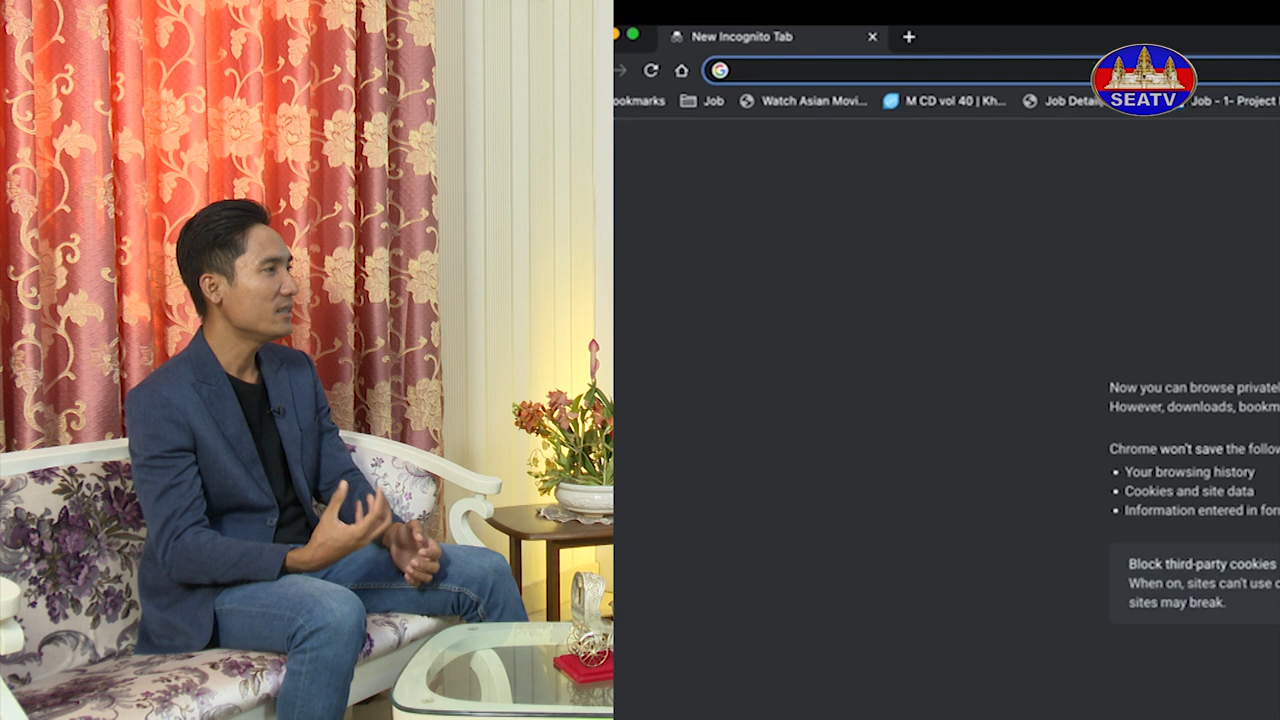 New Incognito Tab
SEATV
ookmarks Job Watch Asian Movi... M CD vol 40 | Kh... Job Detai Job - 1- Project
Now you can browse privatel
However, downloads, bookm
Chrome won't save the follow
• Your browsing history
• Cookies and site data
• Information entered in for
Block third-party cookies
When on, sites can't use c
sites may break.